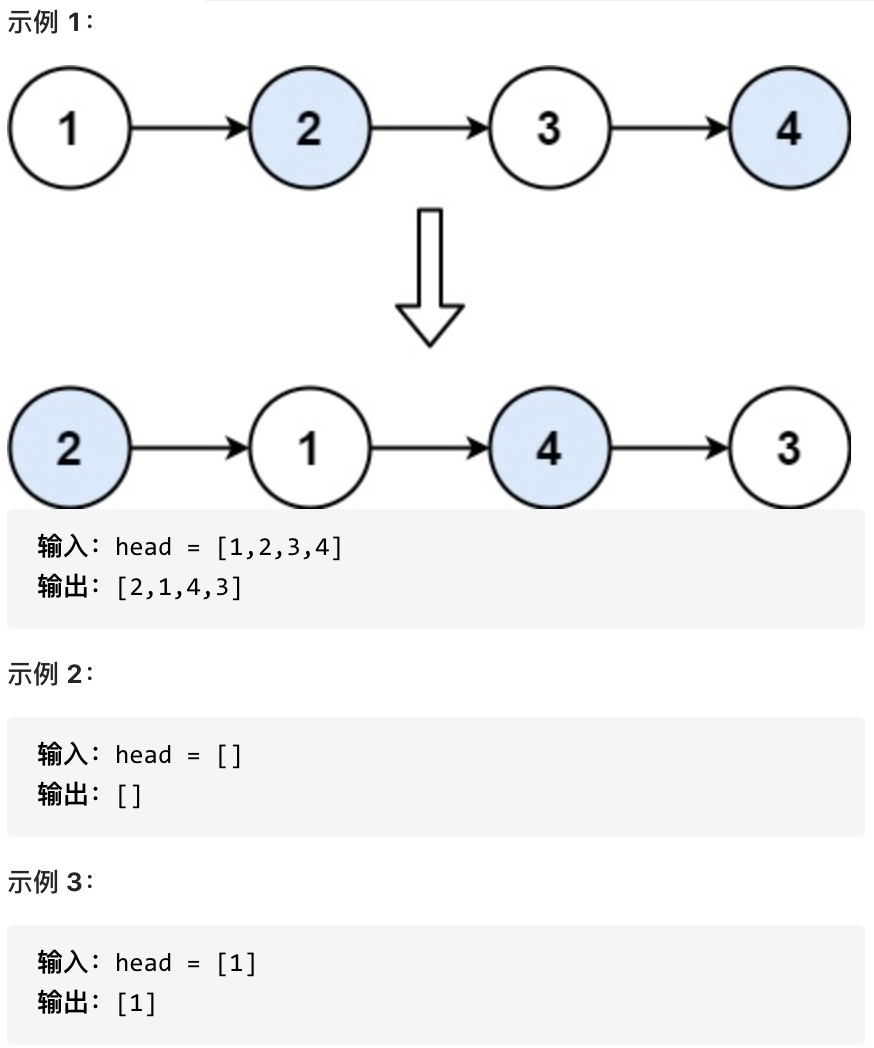 示例 1：
1 2 3 4
2 1 4 3
输入：head = [1,2,3,4]
输出：[2,1,4,3]
示例 2：
输入：head = []
输出：[]
示例 3：
输入：head = [1]
输出：[1]